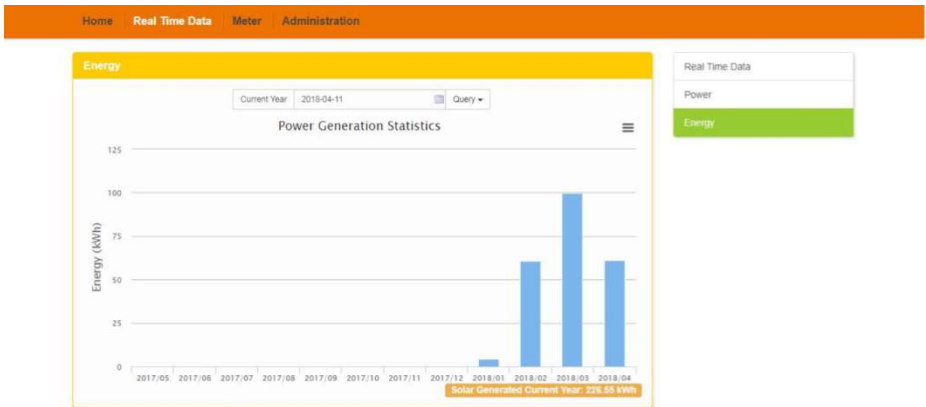 Home Real Time Data Meter Administration
Energy
Current Year 2018-04-11 Query
Power Generation Statistics
Energy (kWh)
125
100
75
50
25
0
2017/05 2017/06 2017/07 2017/08 2017/09 2017/10 2017/11 2017/12 2018/01 2018/02 2018/03 2018/04
Solar Generated Current Year: 226.55 kWh
Real Time Data
Power
Energy